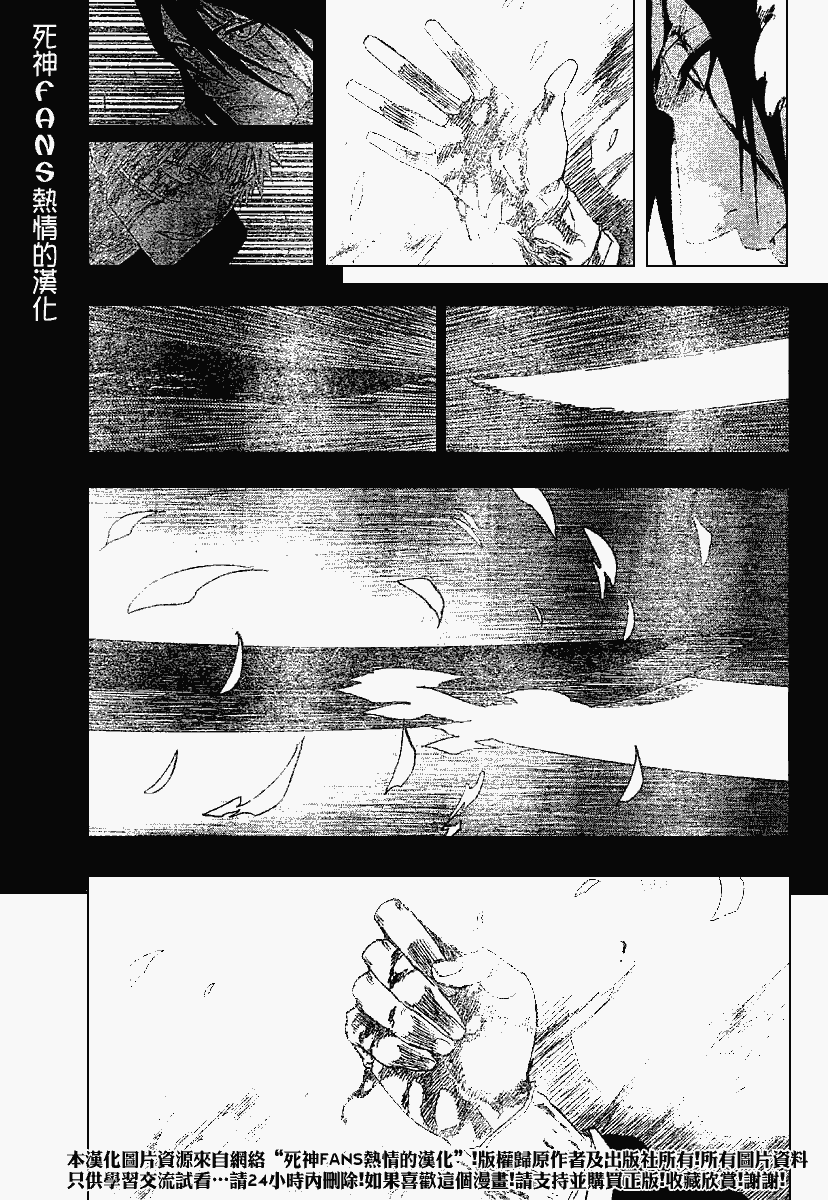 死神FANS熱情的漢化
本漢化圖片資源來自網絡“死神FANS熱情的漢化”!版權歸原作者及出版社所有!所有圖片資料
只供學習交流試看…請24小時內刪除!如果喜歡這個漫畫!請支持並購買正版!收藏欣賞!謝謝!